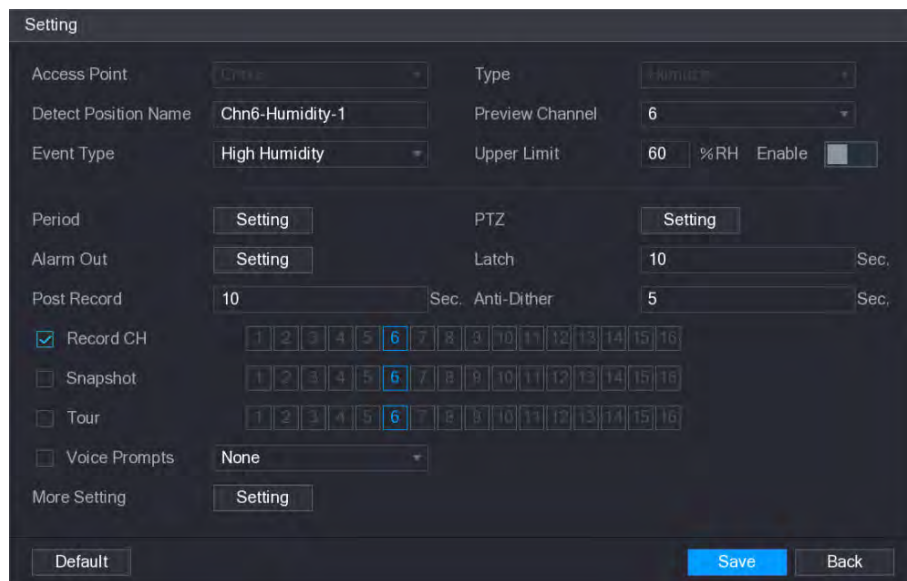 Setting
Access Point Type
Detect Position Name Chn6-Humidity-1 Preview Channel 6
Event Type High Humidity Upper Limit 60 %RH Enable
Period Setting PTZ Setting
Alarm Out Setting Latch 10 Sec.
Post Record 10 Sec. Anti-Dither 5 Sec.
Record CH 1 2 3 4 5 6 7 8 9 10 11 12 13 14 15 16
Snapshot 1 2 3 4 5 6 7 8 9 10 11 12 13 14 15 16
Tour 1 2 3 4 5 6 7 8 9 10 11 12 13 14 15 16
Voice Prompts None
More Setting Setting
Default Save Back